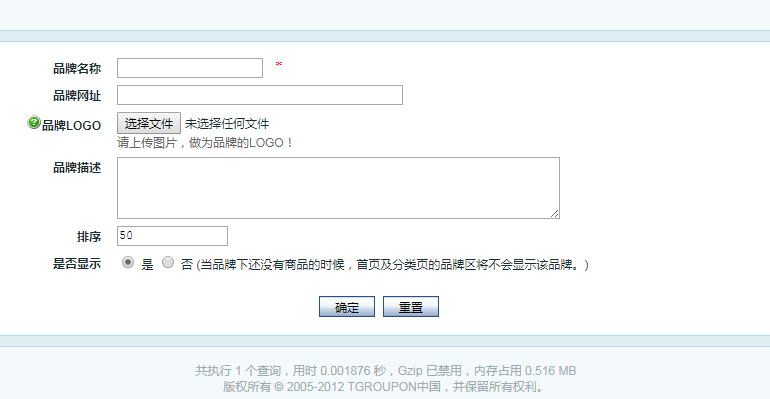 品牌名称 *
品牌网址
品牌LOGO 选择文件 未选择任何文件
请上传图片，做为品牌的LOGO！
品牌描述
排序 50
是否显示 是 否 (当品牌下还没有商品的时候，首页及分类页的品牌区将不会显示该品牌。)
确定 重置
共执行 1 个查询，用时 0.001876 秒，Gzip 已禁用，内存占用 0.516 MB
版权所有 © 2005-2012 TGROUPON中国，并保留所有权利。